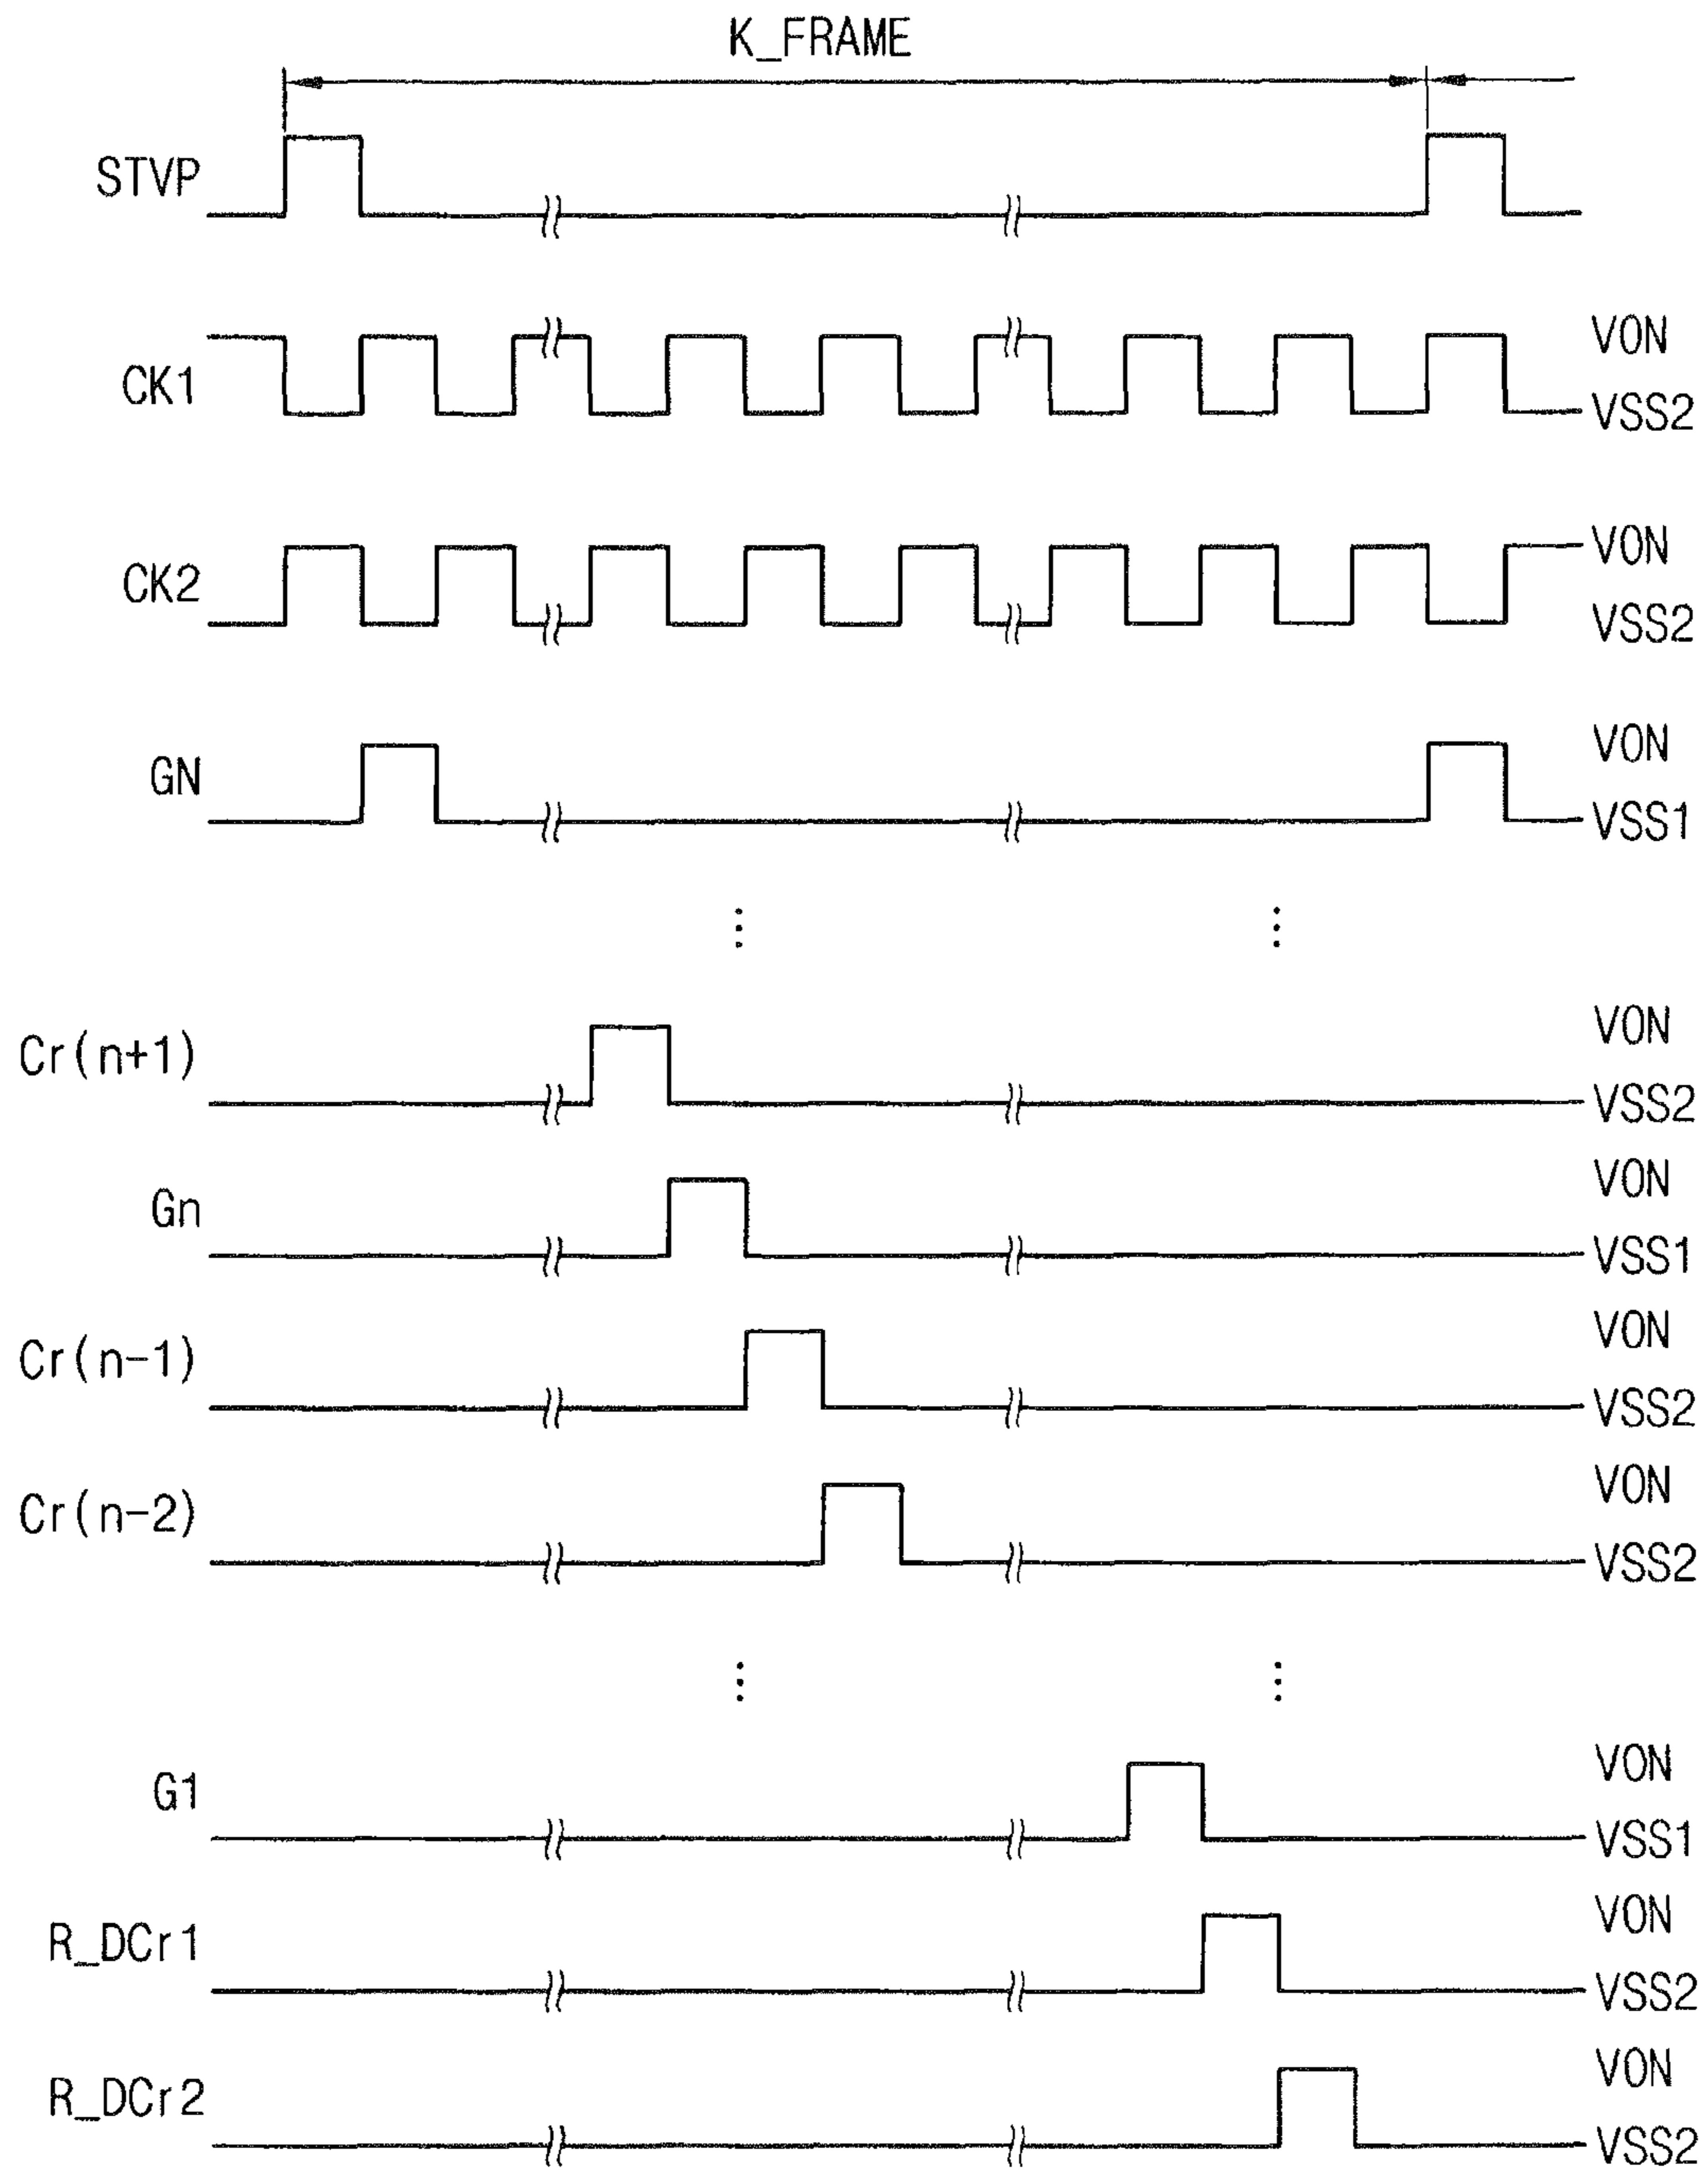 K_FRAME
STVP
CK1
VON
VSS2
CK2
VON
VSS2
GN
VON
VSS1
Cr(n+1)
VON
VSS2
Gn
VON
VSS1
Cr(n-1)
VON
VSS2
Cr(n-2)
VON
VSS2
G1
VON
VSS1
R_DCr1
VON
VSS2
R_DCr2
VON
VSS2